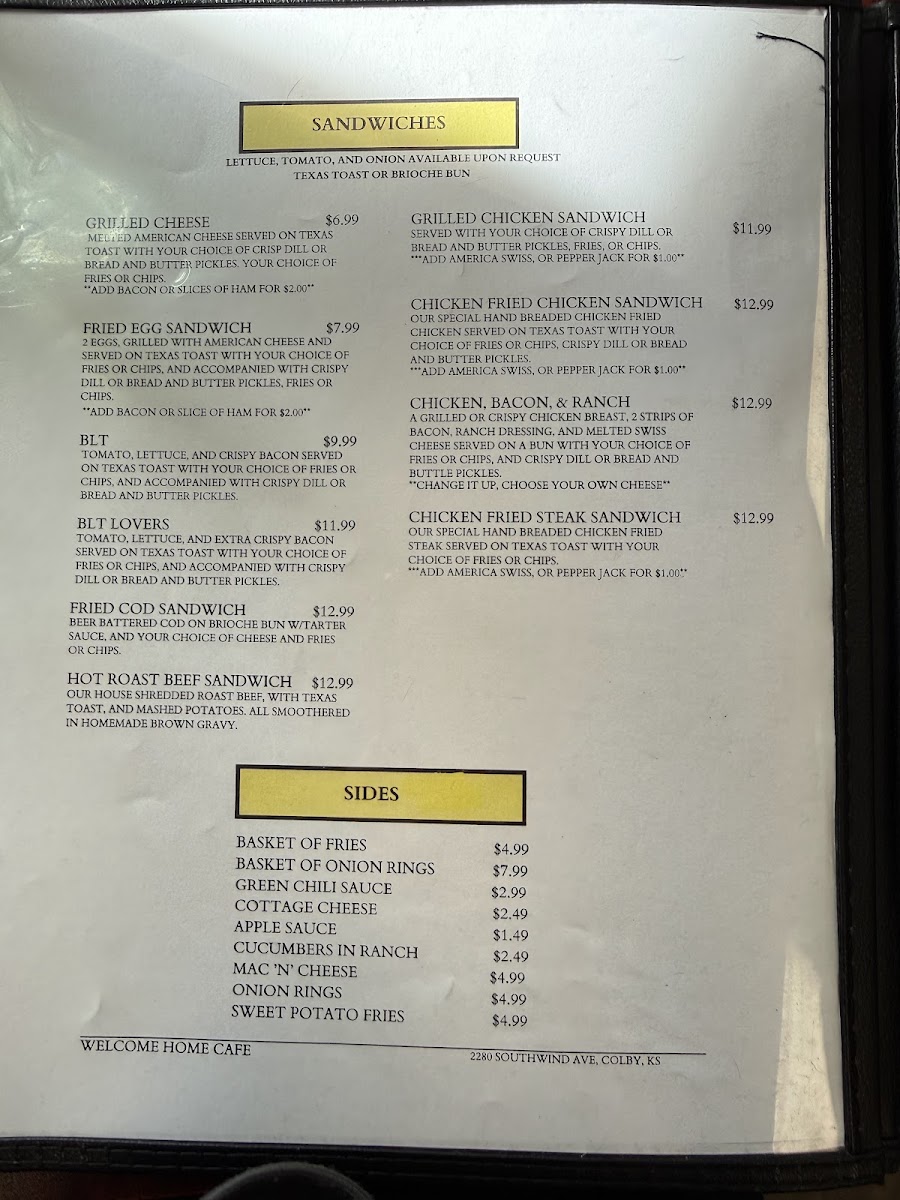 SANDWICHES
LETTUCE, TOMATO, AND ONION AVAILABLE UPON REQUEST
TEXAS TOAST OR BRIOCHE BUN
GRILLED CHEESE $6.99
MELTED AMERICAN CHEESE SERVED ON TEXAS
TOAST WITH YOUR CHOICE OF CRISP DILL OR
BREAD AND BUTTER PICKLES. YOUR CHOICE OF
FRIES OR CHIPS.
**ADD BACON OR SLICES OF HAM FOR $2.00**
FRIED EGG SANDWICH $7.99
2 EGGS, GRILLED WITH AMERICAN CHEESE AND
SERVED ON TEXAS TOAST WITH YOUR CHOICE OF
FRIES OR CHIPS, AND ACCOMPANIED WITH CRISPY
DILL OR BREAD AND BUTTER PICKLES, FRIES OR
CHIPS.
**ADD BACON OR SLICE OF HAM FOR $2.00**
BLT $9.99
TOMATO, LETTUCE, AND CRISPY BACON SERVED
ON TEXAS TOAST WITH YOUR CHOICE OF FRIES OR
CHIPS, AND ACCOMPANIED WITH CRISPY DILL OR
BREAD AND BUTTER PICKLES.
BLT LOVERS $11.99
TOMATO, LETTUCE, AND EXTRA CRISPY BACON
SERVED ON TEXAS TOAST WITH YOUR CHOICE OF
FRIES OR CHIPS, AND ACCOMPANIED WITH CRISPY
DILL OR BREAD AND BUTTER PICKLES.
FRIED COD SANDWICH $12.99
BEER BATTERED COD ON BRIOCHE BUN W/TARTER
SAUCE, AND YOUR CHOICE OF CHEESE AND FRIES
OR CHIPS.
HOT ROAST BEEF SANDWICH $12.99
OUR HOUSE SHREDDED ROAST BEEF, WITH TEXAS
TOAST, AND MASHED POTATOES. ALL SMOOTHERED
IN HOMEMADE BROWN GRAVY.
GRILLED CHICKEN SANDWICH $11.99
SERVED WITH YOUR CHOICE OF CRISPY DILL OR
BREAD AND BUTTER PICKLES, FRIES, OR CHIPS.
***ADD AMERICA SWISS, OR PEPPER JACK FOR $1.00**
CHICKEN FRIED CHICKEN SANDWICH $12.99
OUR SPECIAL HAND BREADED CHICKEN FRIED
CHICKEN SERVED ON TEXAS TOAST WITH YOUR
CHOICE OF FRIES OR CHIPS, CRISPY DILL OR BREAD
AND BUTTER PICKLES.
***ADD AMERICA SWISS, OR PEPPER JACK FOR $1.00**
CHICKEN, BACON, & RANCH $12.99
A GRILLED OR CRISPY CHICKEN BREAST, 2 STRIPS OF
BACON, RANCH DRESSING, AND MELTED SWISS
CHEESE SERVED ON A BUN WITH YOUR CHOICE OF
FRIES OR CHIPS, AND CRISPY DILL OR BREAD AND
BUTTLE PICKLES.
**CHANGE IT UP, CHOOSE YOUR OWN CHEESE**
CHICKEN FRIED STEAK SANDWICH $12.99
OUR SPECIAL HAND BREADED CHICKEN FRIED
STEAK SERVED ON TEXAS TOAST WITH YOUR
CHOICE OF FRIES OR CHIPS.
***ADD AMERICA SWISS, OR PEPPER JACK FOR $1.00**
SIDES
BASKET OF FRIES $4.99
BASKET OF ONION RINGS $7.99
GREEN CHILI SAUCE $2.99
COTTAGE CHEESE $2.49
APPLE SAUCE $1.49
CUCUMBERS IN RANCH $2.49
MAC 'N' CHEESE $4.99
ONION RINGS $4.99
SWEET POTATO FRIES $4.99
WELCOME HOME CAFE
2280 SOUTHWIND AVE, COLBY, KS